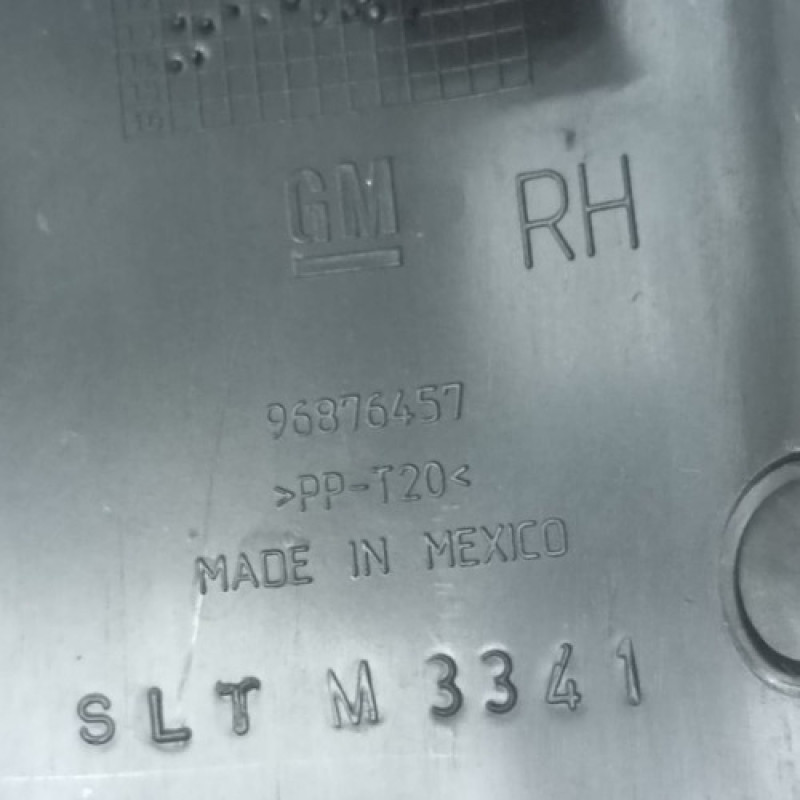 GM RH
96876457
>PP-T20<
MADE IN MEXICO
SLT M 3341